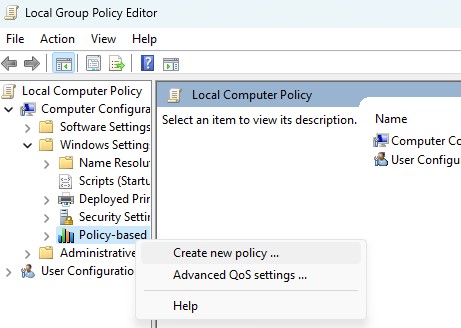 Local Group Policy Editor
File Action View Help
Local Computer Policy
Computer Configura
Software Settings
Windows Setting
Name Resolu
Scripts (Startu
Deployed Prin
Security Settin
Policy-based
Administrative
User Configuration
Local Computer Policy
Select an item to view its description.
Name
Computer Co
User Configu
Create new policy ...
Advanced QoS settings ...
Help